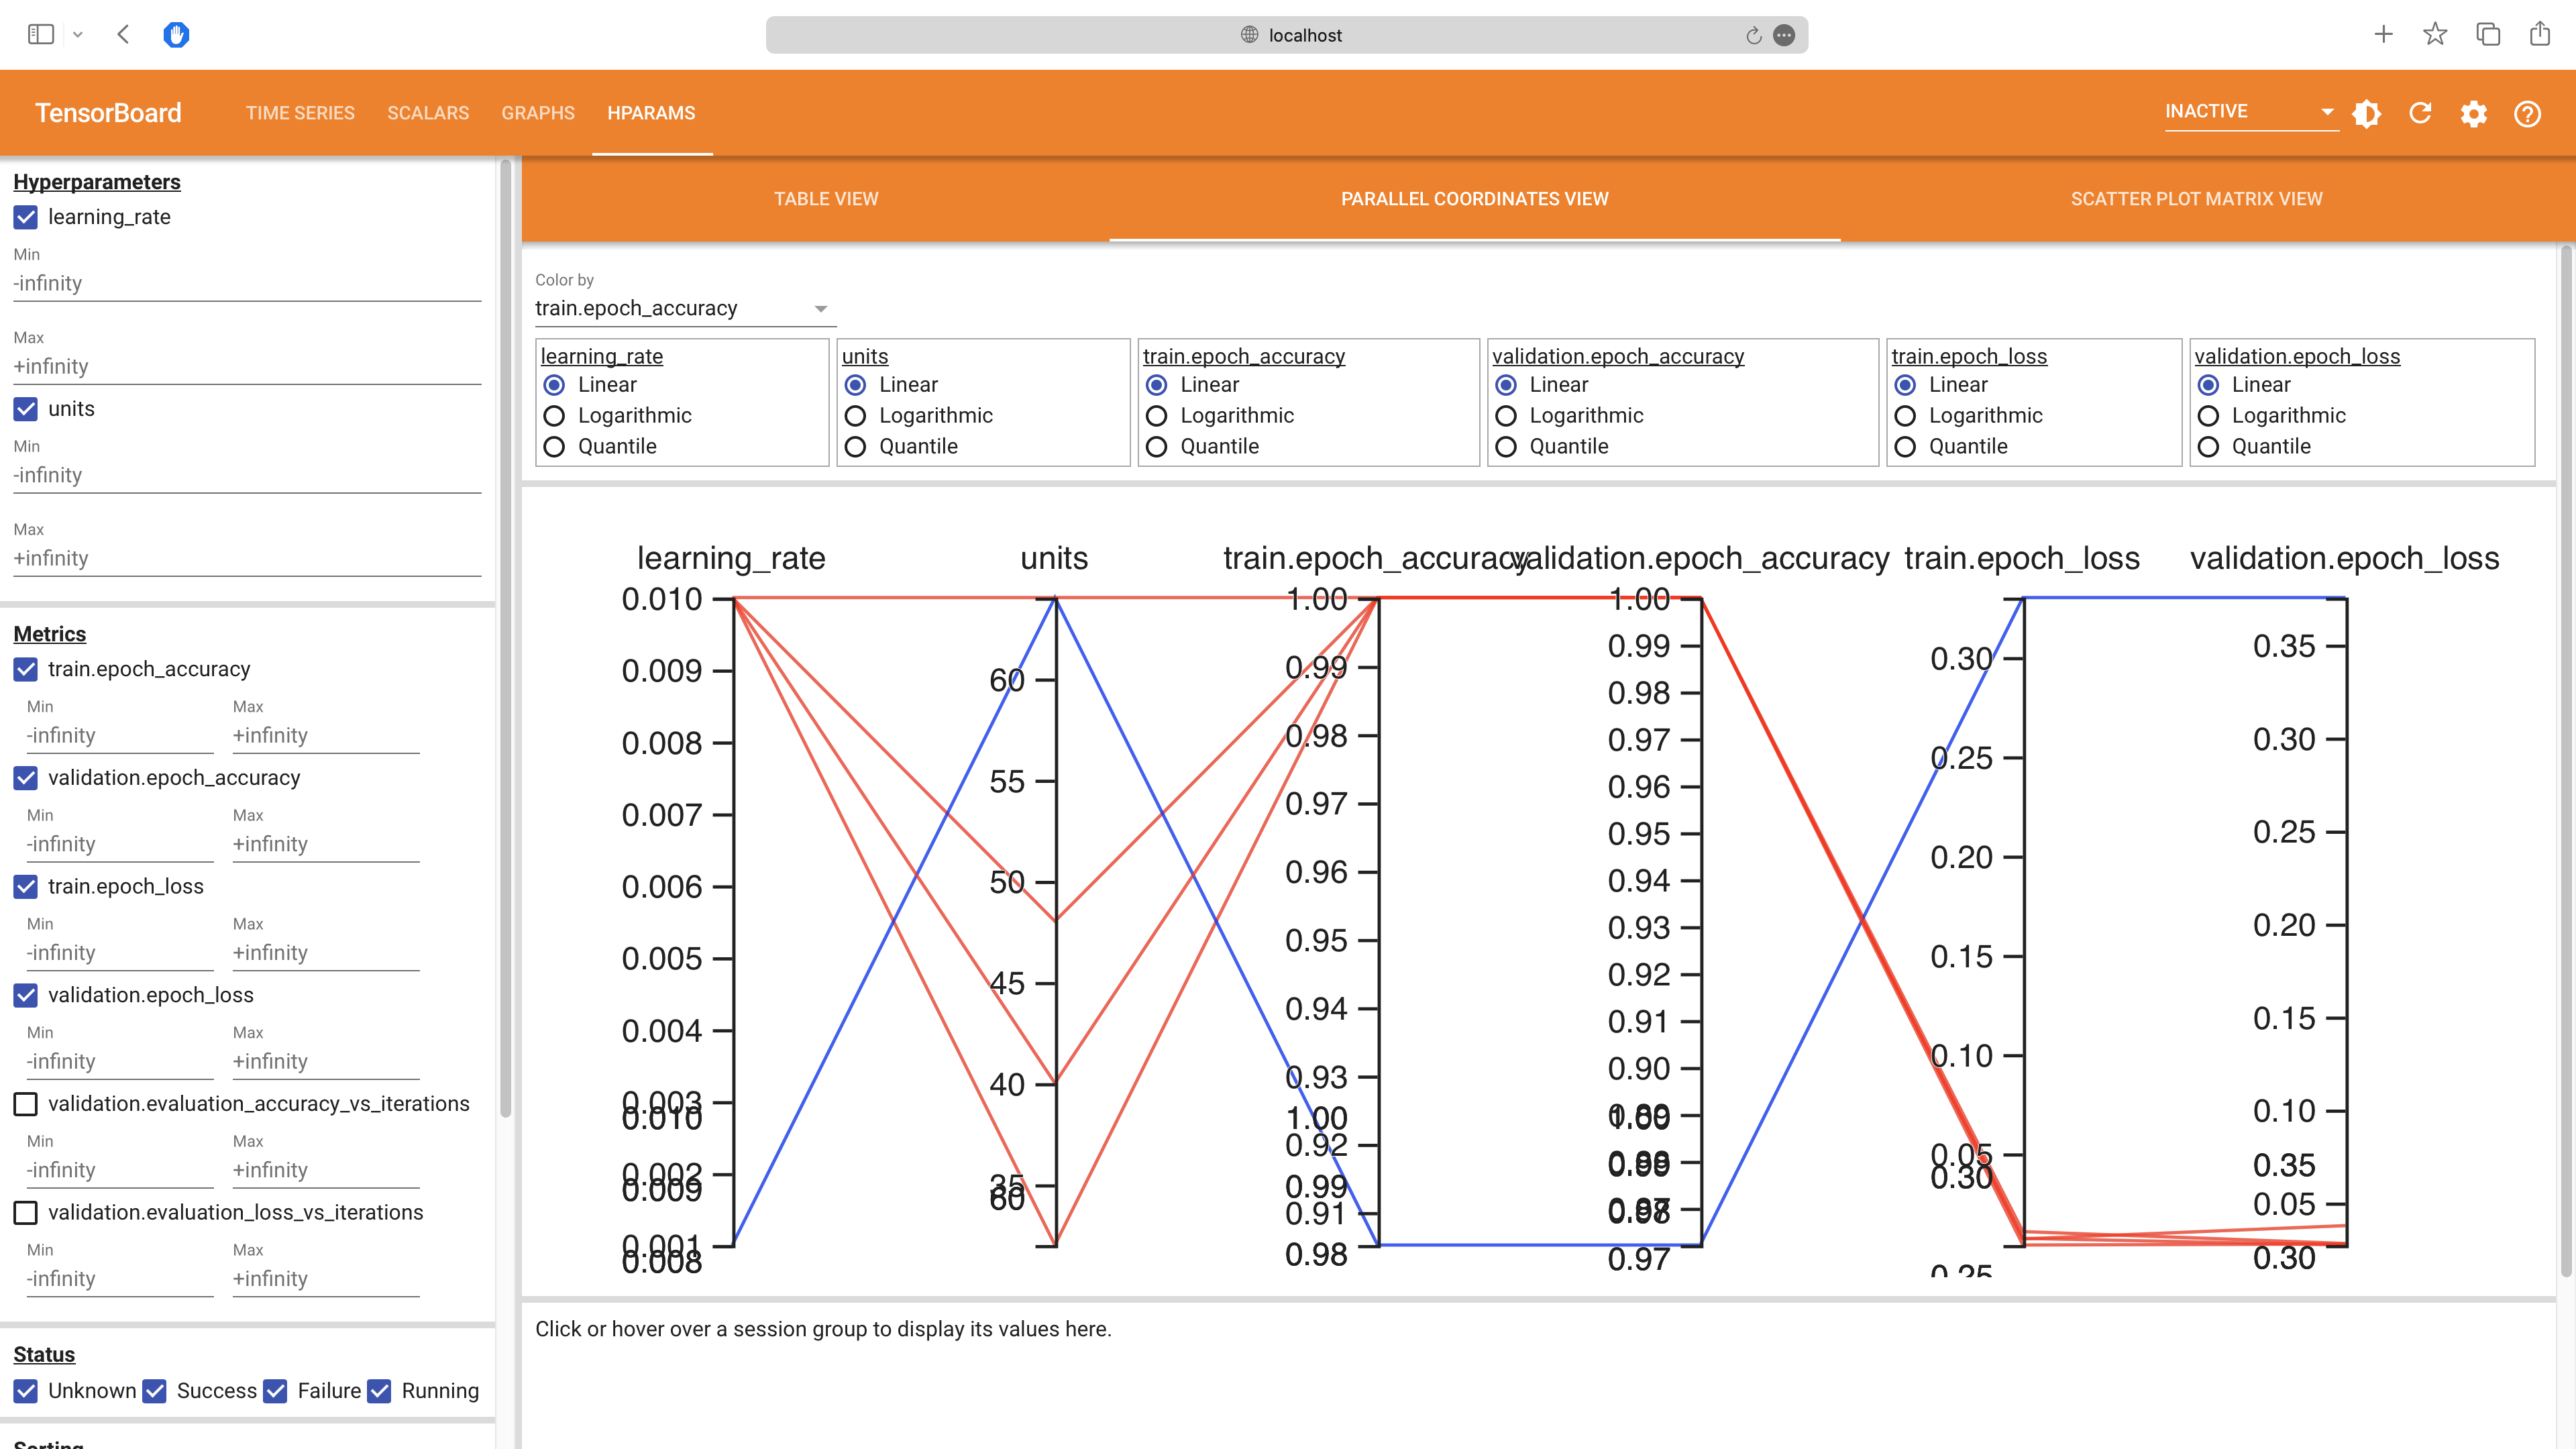 localhost
TensorBoard
TIME SERIES
SCALARS
GRAPHS
HPARAMS
INACTIVE
Hyperparameters
learning_rate
Min
-infinity
Max
+infinity
units
Min
-infinity
Max
+infinity
Metrics
train.epoch_accuracy
Min Max
-infinity +infinity
validation.epoch_accuracy
Min Max
-infinity +infinity
train.epoch_loss
Min Max
-infinity +infinity
validation.epoch_loss
Min Max
-infinity +infinity
validation.evaluation_accuracy_vs_iterations
Min Max
-infinity +infinity
validation.evaluation_loss_vs_iterations
Min Max
-infinity +infinity
Status
Unknown Success Failure Running
Sorting
TABLE VIEW
PARALLEL COORDINATES VIEW
SCATTER PLOT MATRIX VIEW
Color by
train.epoch_accuracy
learning_rate
Linear
Logarithmic
Quantile
units
Linear
Logarithmic
Quantile
train.epoch_accuracy
Linear
Logarithmic
Quantile
validation.epoch_accuracy
Linear
Logarithmic
Quantile
train.epoch_loss
Linear
Logarithmic
Quantile
validation.epoch_loss
Linear
Logarithmic
Quantile
learning_rate
0.010
0.009
0.008
0.007
0.006
0.005
0.004
0.003
0.010
0.002
0.009
0.001
0.008
units
60
55
50
45
40
35
60
train.epoch_accuracy
1.00
0.99
0.98
0.97
0.96
0.95
0.94
0.93
1.00
0.92
0.99
0.91
0.98
validation.epoch_accuracy
1.00
0.99
0.98
0.97
0.96
0.95
0.94
0.93
0.92
0.91
0.90
0.89
1.00
0.88
0.99
0.87
0.98
0.97
train.epoch_loss
0.30
0.25
0.20
0.15
0.10
0.05
0.30
0.25
validation.epoch_loss
0.35
0.30
0.25
0.20
0.15
0.10
0.35
0.05
0.30
Click or hover over a session group to display its values here.